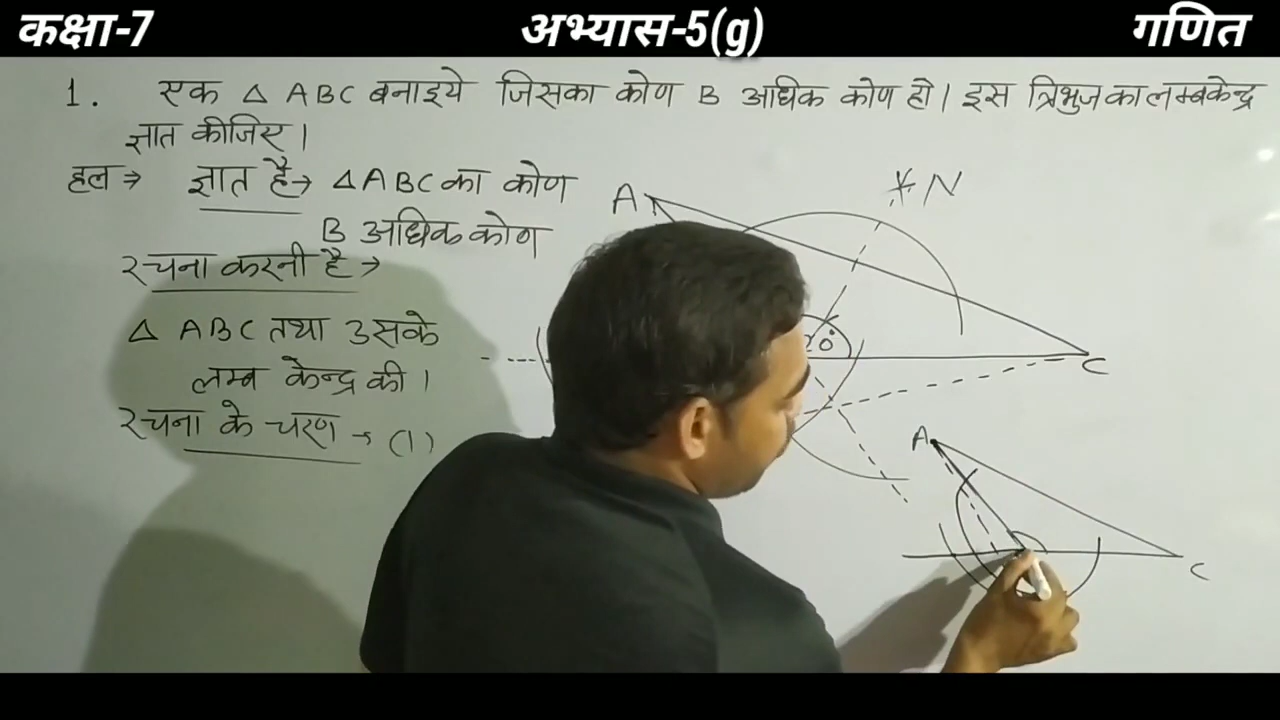 कक्षा-7 अभ्यास-5(g) गणित
1. एक △ ABC बनाइये जिसका कोण B अधिक कोण हो। इस त्रिभुज का लम्बकेन्द्र
ज्ञात कीजिए।
हल ⇒ ज्ञात है → △ABC का कोण
B अधिक कोण
रचना करनी है →
△ ABC तथा उसके
लम्ब केन्द्र की।
रचना के चरण → (1)
N
A
C
A
C